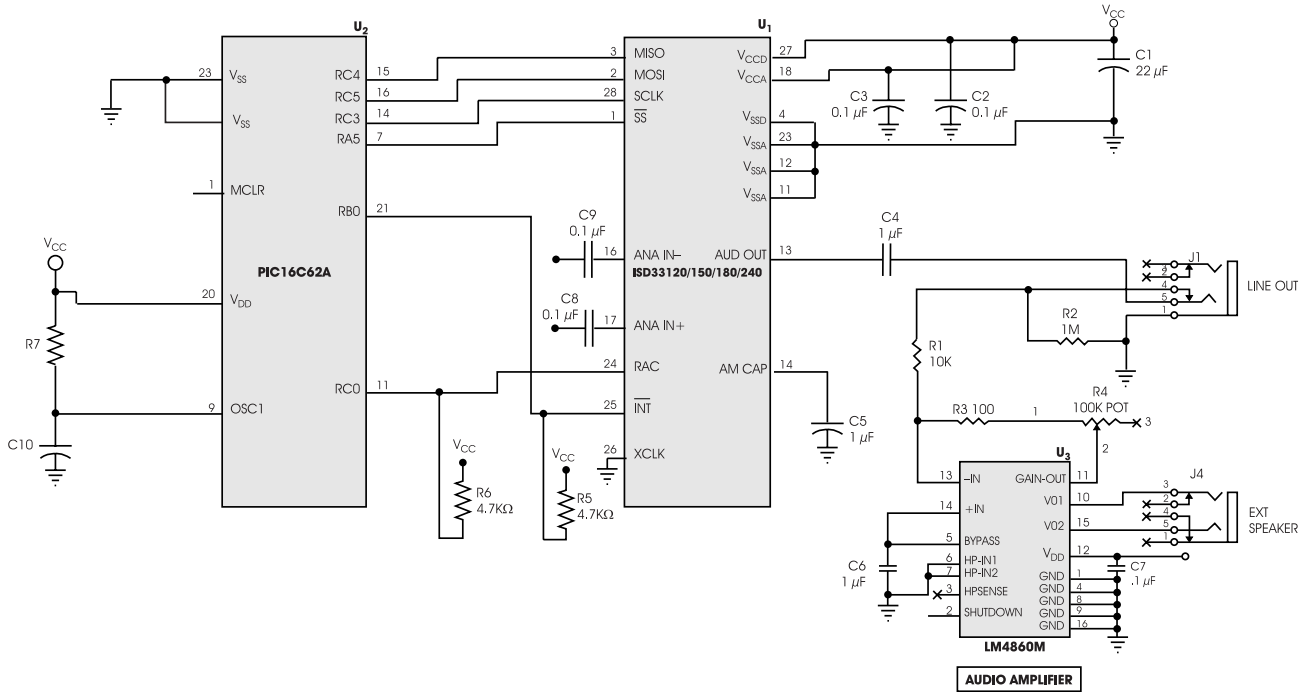 U2
PIC16C62A
23 VSS
VSS
1 MCLR
VCC
20 VDD
R7
9 OSC1
C10
RC4 15
RC5 16
RC3 14
RA5 7
RB0 21
RC0 11
VCC
R6
4.7KΩ
VCC
R5
4.7KΩ
U1
ISD33120/150/180/240
3 MISO
2 MOSI
28 SCLK
1 SS
C9
0.1 µF
16 ANA IN–
C8
0.1 µF
17 ANA IN+
24 RAC
25 INT
26 XCLK
VCCD 27
VCCA 18
VSSD 4
VSSA 23
VSSA 12
VSSA 11
AUD OUT 13
AM CAP 14
VCC
C1
22 µF
C3
0.1 µF
C2
0.1 µF
C4
1 µF
C5
1 µF
J1
3
2
4
5
1
LINE OUT
R2
1M
R1
10K
R3 100
1
R4
100K POT
3
2
U3
13 –IN
14 +IN
5 BYPASS
6 HP-IN1
7 HP-IN2
3 HPSENSE
2 SHUTDOWN
GAIN-OUT 11
V01 10
V02 15
VDD 12
GND 1
GND 4
GND 8
GND 9
GND 16
LM4860M
C6
1 µF
C7
.1 µF
J4
3
2
4
5
1
EXT
SPEAKER
AUDIO AMPLIFIER